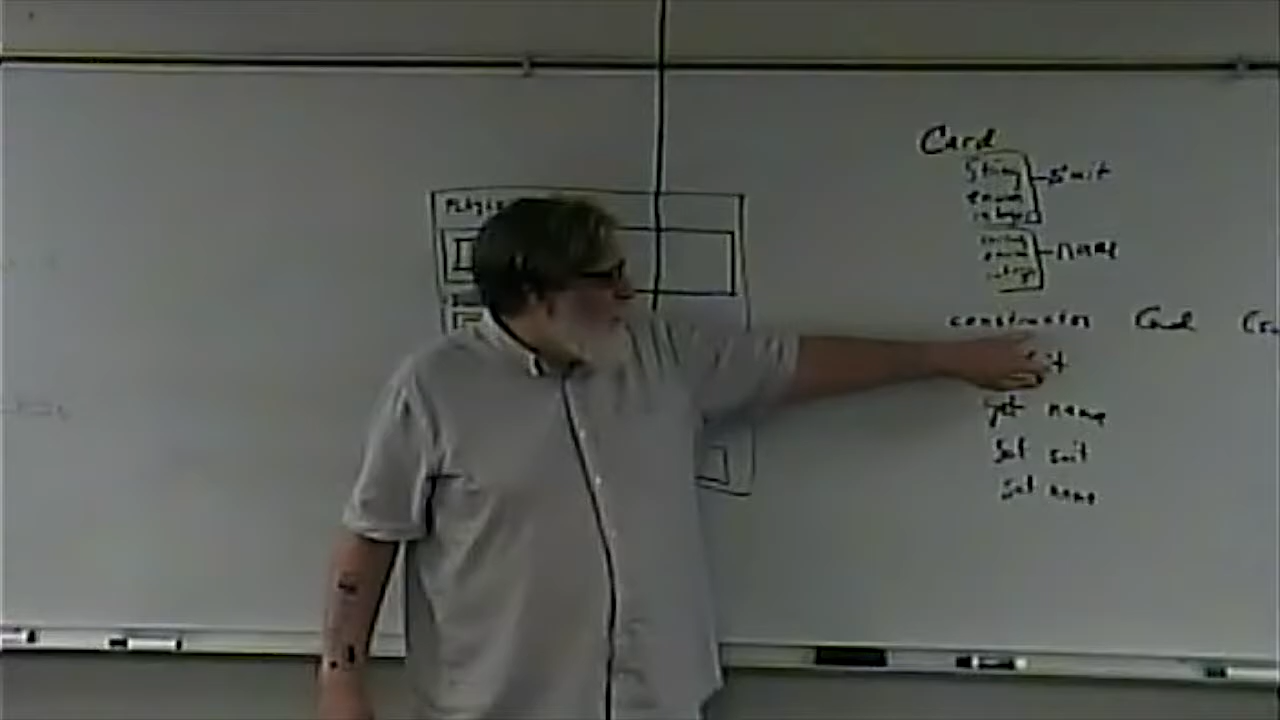 Card
String
enum
integer
suit
string
enum
integer
name
constructor Card
get name
set suit
set name